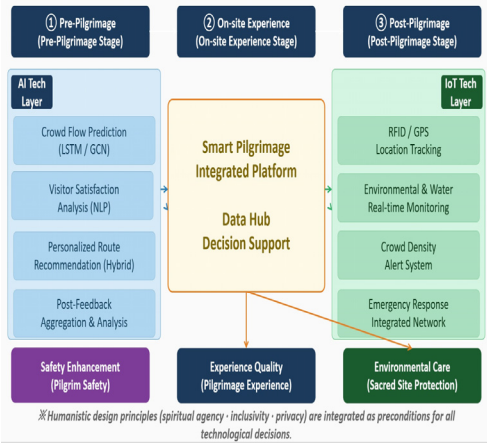 ① Pre-Pilgrimage
(Pre-Pilgrimage Stage)
② On-site Experience
(On-site Experience Stage)
③ Post-Pilgrimage
(Post-Pilgrimage Stage)
AI Tech
Layer
Crowd Flow Prediction
(LSTM / GCN)
Visitor Satisfaction
Analysis (NLP)
Personalized Route
Recommendation (Hybrid)
Post-Feedback
Aggregation & Analysis
Smart Pilgrimage
Integrated Platform
Data Hub
Decision Support
IoT Tech
Layer
RFID / GPS
Location Tracking
Environmental & Water
Real-time Monitoring
Crowd Density
Alert System
Emergency Response
Integrated Network
Safety Enhancement
(Pilgrim Safety)
Experience Quality
(Pilgrimage Experience)
Environmental Care
(Sacred Site Protection)
※Humanistic design principles (spiritual agency · inclusivity · privacy) are integrated as preconditions for all
technological decisions.